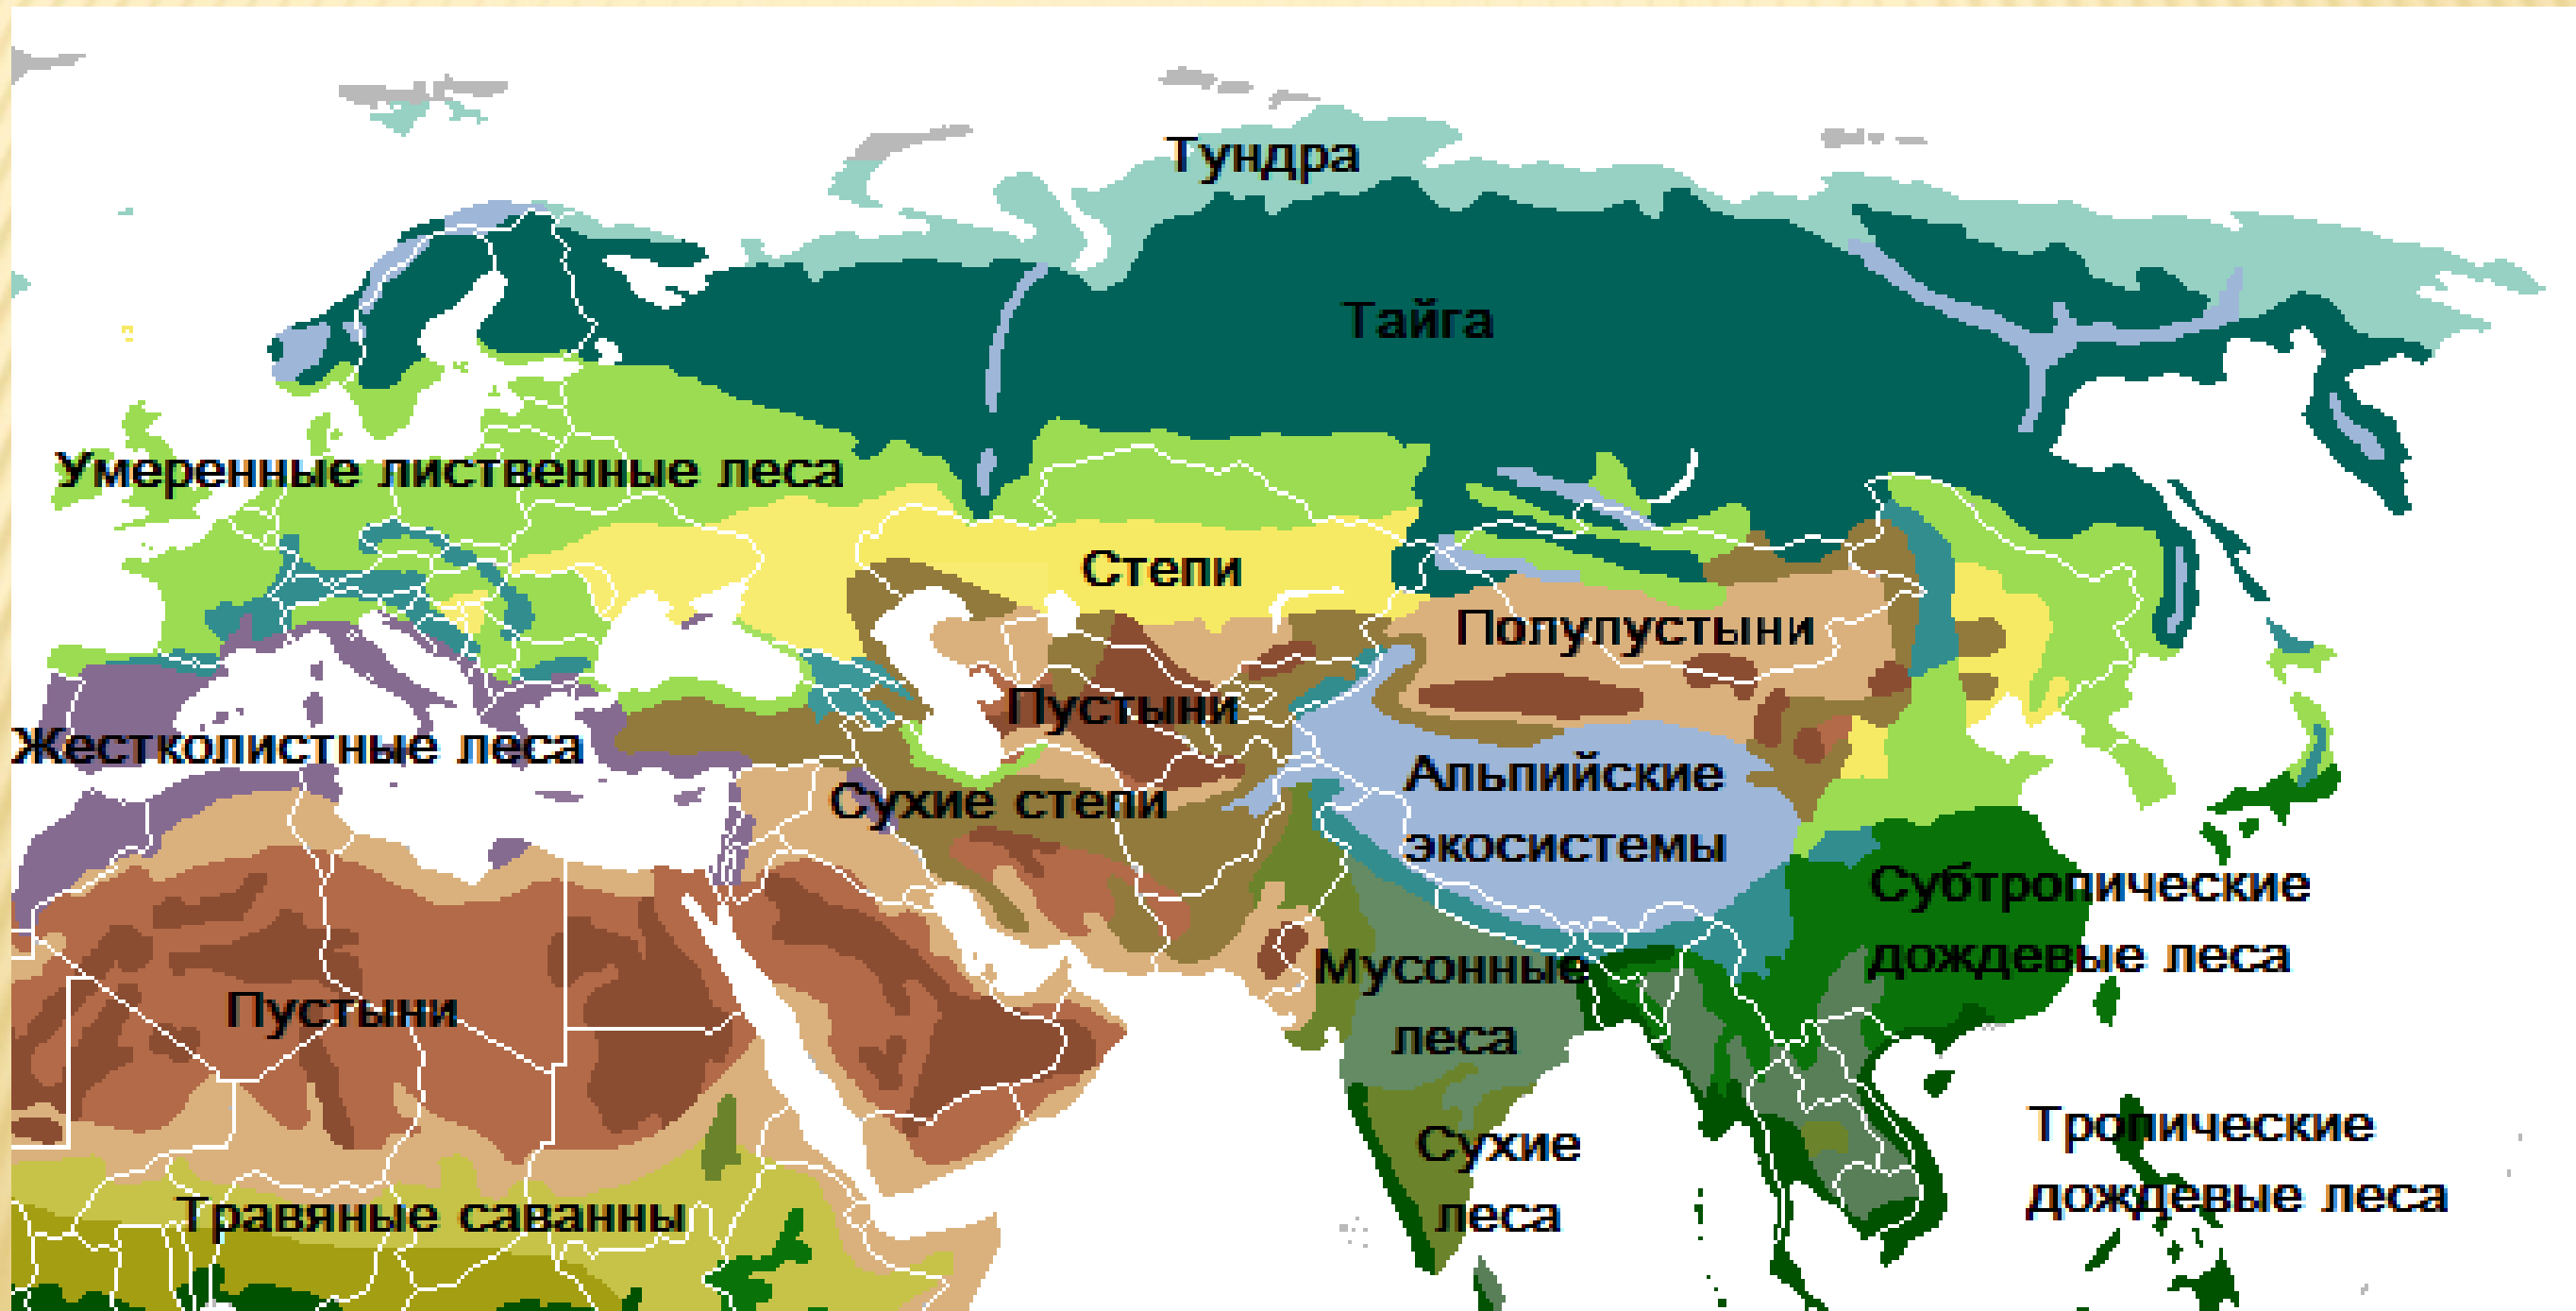 Тундра
Тайга
Умеренные лиственные леса
Степи
Полупустыни
Пустыни
Жестколистные леса
Альпийские
экосистемы
Сухие степи
Субтропические
дождевые леса
Мусонные
леса
Пустыни
Тропические
дождевые леса
Сухие
леса
Травяные саванны